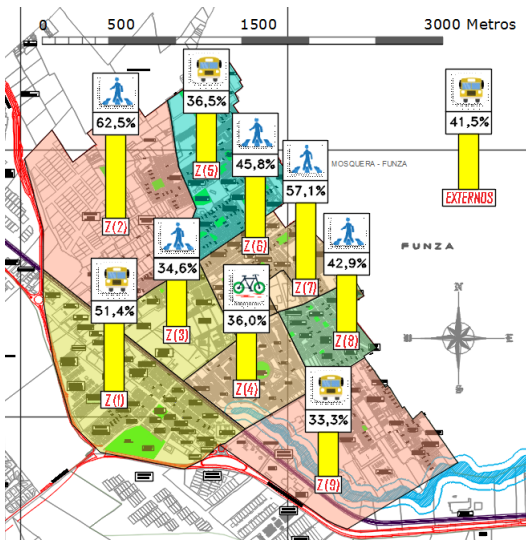 0 500 1500 3000 Metros
36,5%
Z(5)
62,5%
Z(2)
41,5%
EXTERNOS
45,8%
Z(6)
57,1%
Z(7)
MOSQUERA - FUNZA
FUNZA
34,6%
Z(3)
42,9%
Z(8)
51,4%
Z(1)
36,0%
Z(4)
33,3%
Z(9)
N
E